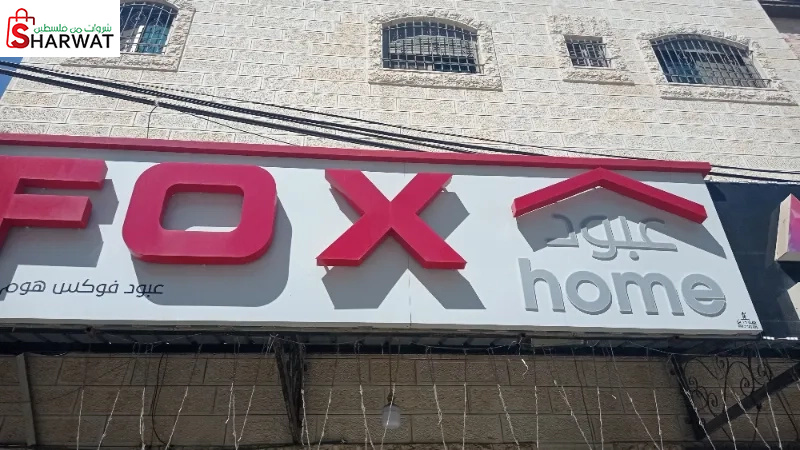 شروات من فلسطين
SHARWAT
FOX
عبود
home
عبود فوكس هوم